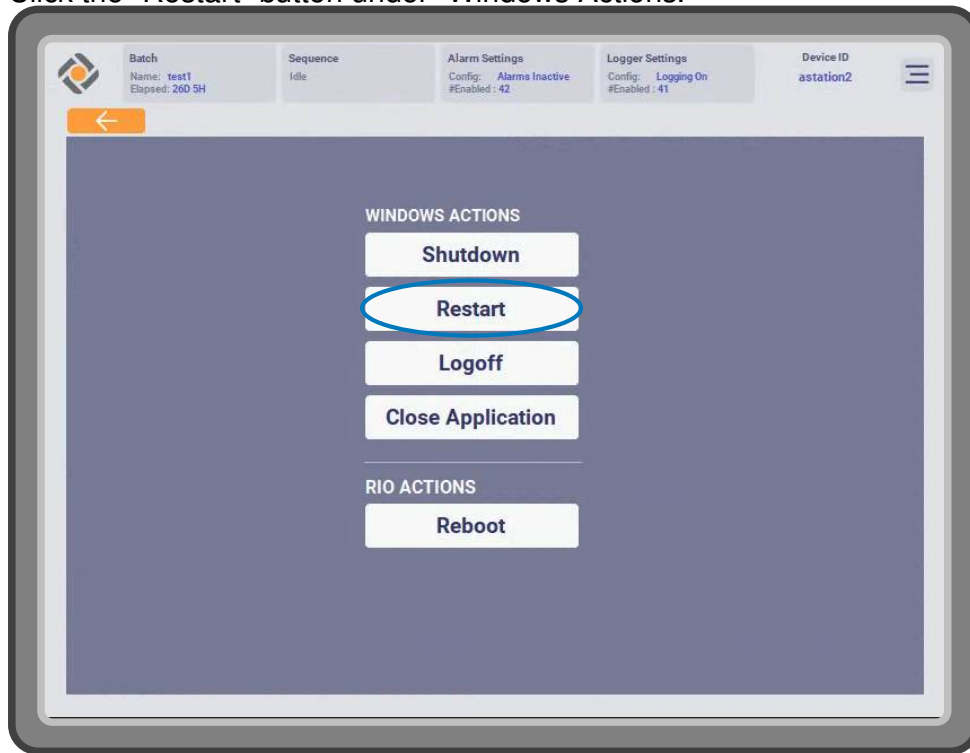 Click the "Restart" button under "Windows Actions."
Batch
Name: test1
Elapsed: 26D 5H
Sequence
Idle
Alarm Settings
Config: Alarms Inactive
#Enabled : 42
Logger Settings
Config: Logging On
#Enabled : 41
Device ID
astation2
WINDOWS ACTIONS
Shutdown
Restart
Logoff
Close Application
RIO ACTIONS
Reboot